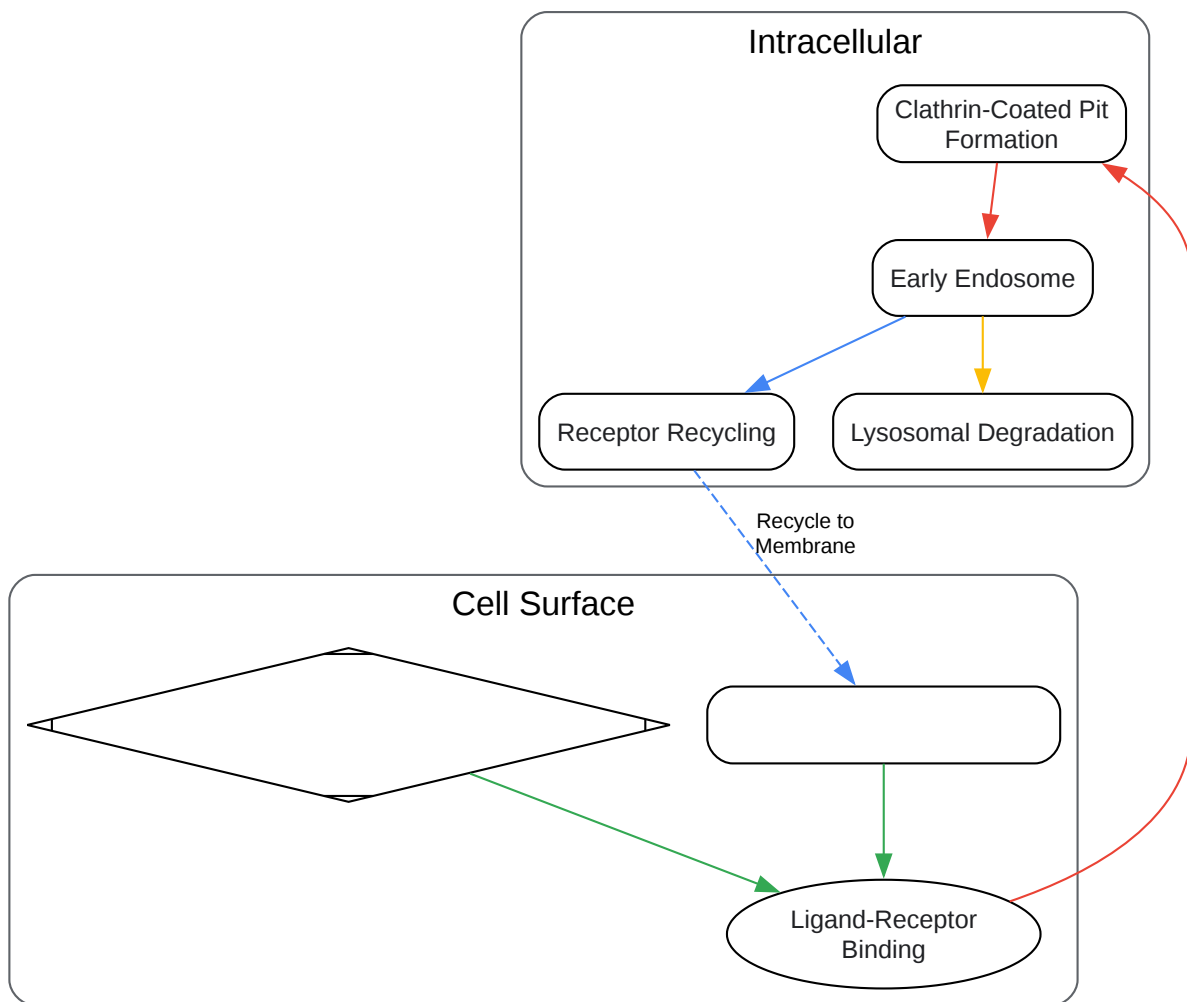 Intracellular
Clathrin-Coated Pit
Formation
Early Endosome
Receptor Recycling
Lysosomal Degradation
Recycle to
Membrane
Cell Surface
Ligand-Receptor
Binding